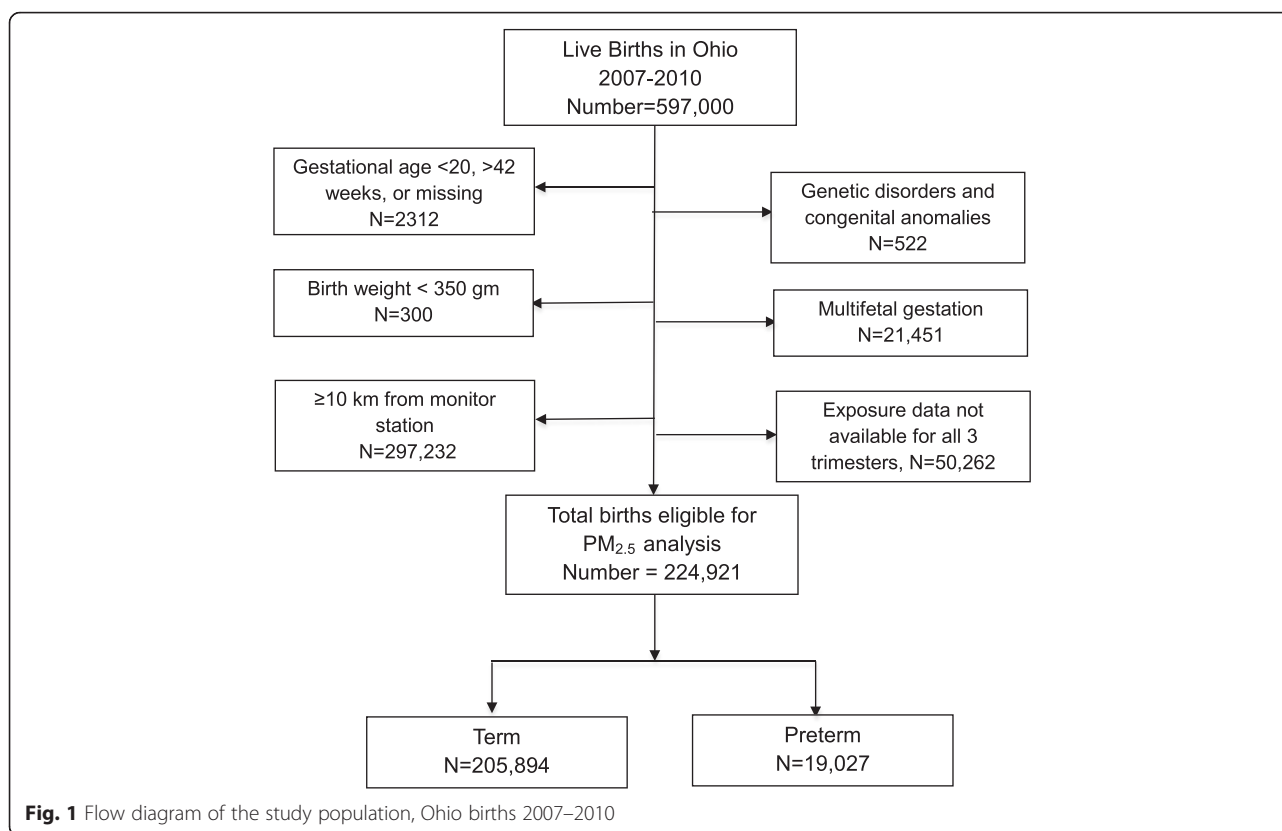 Live Births in Ohio
2007-2010
Number=597,000
Gestational age <20, >42
weeks, or missing
N=2312
Genetic disorders and
congenital anomalies
N=522
Birth weight < 350 gm
N=300
Multifetal gestation
N=21,451
≥10 km from monitor
station
N=297,232
Exposure data not
available for all 3
trimesters, N=50,262
Total births eligible for
PM2.5 analysis
Number = 224,921
Term
N=205,894
Preterm
N=19,027
Fig. 1 Flow diagram of the study population, Ohio births 2007–2010